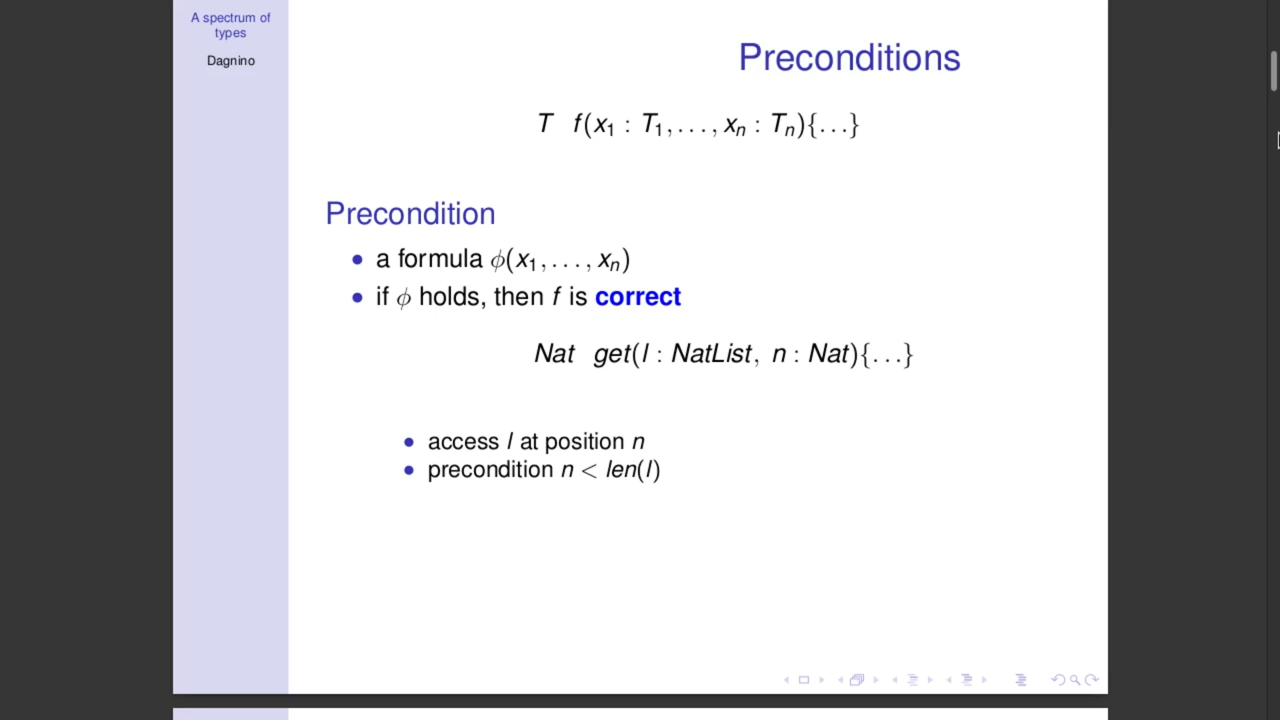 A spectrum of
types
Dagnino
Preconditions
T f(x₁ : T₁, . . . , xₙ : Tₙ){. . .}
Precondition
• a formula ϕ(x₁, . . . , xₙ)
• if ϕ holds, then f is correct
Nat get(l : NatList, n : Nat){. . .}
• access l at position n
• precondition n < len(l)